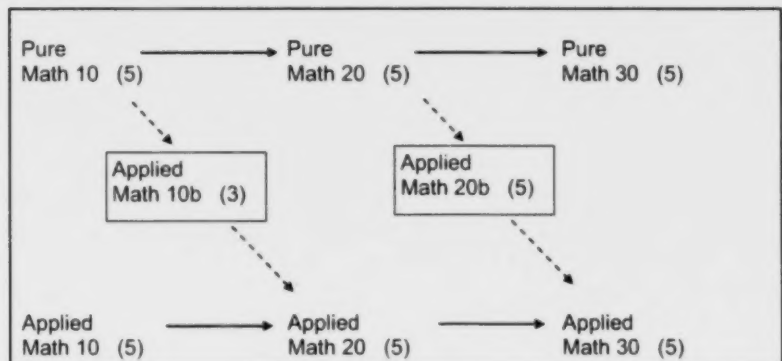 Pure
Math 10 (5)
Pure
Math 20 (5)
Pure
Math 30 (5)
Applied
Math 10b (3)
Applied
Math 20b (5)
Applied
Math 10 (5)
Applied
Math 20 (5)
Applied
Math 30 (5)